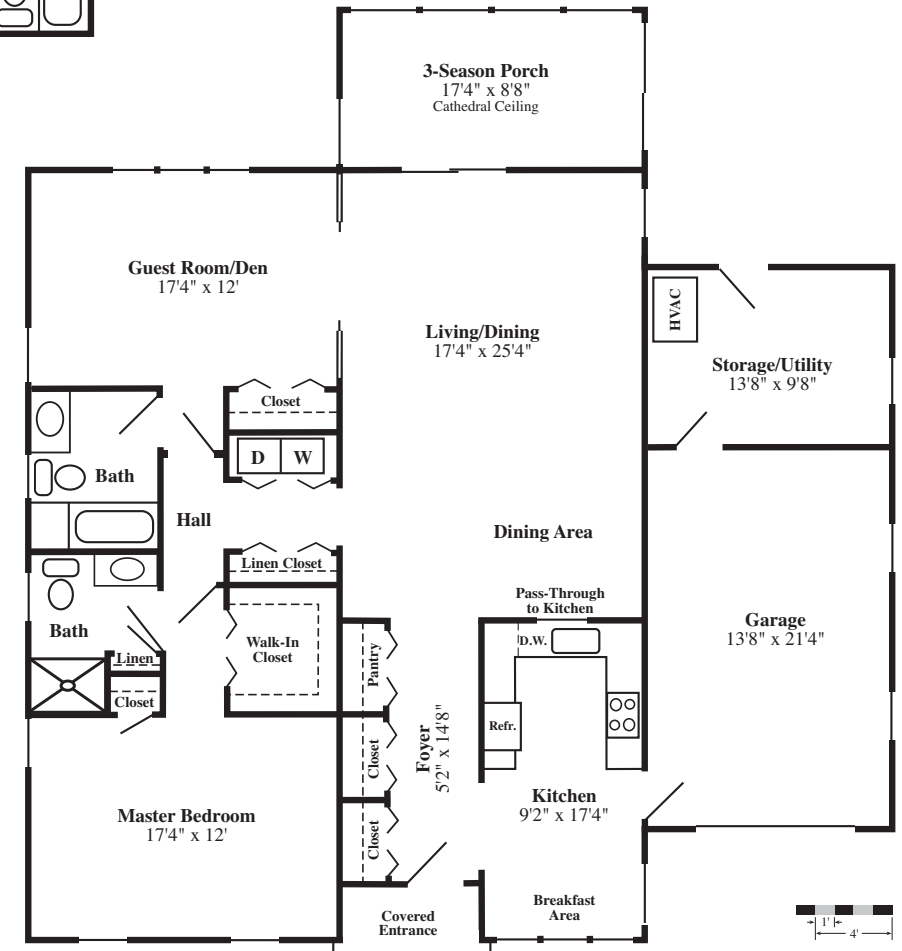 3-Season Porch
17'4" x 8'8"
Cathedral Ceiling
Guest Room/Den
17'4" x 12'
Living/Dining
17'4" x 25'4"
HVAC
Storage/Utility
13'8" x 9'8"
Closet
D W
Bath
Hall
Dining Area
Linen Closet
Pass-Through
to Kitchen
D.W.
Garage
13'8" x 21'4"
Bath
Linen
Closet
Walk-In
Closet
Pantry
Closet
Closet
Foyer
5'2" x 14'8"
Refr.
Kitchen
9'2" x 17'4"
Master Bedroom
17'4" x 12'
Covered
Entrance
Breakfast
Area
1'
4'